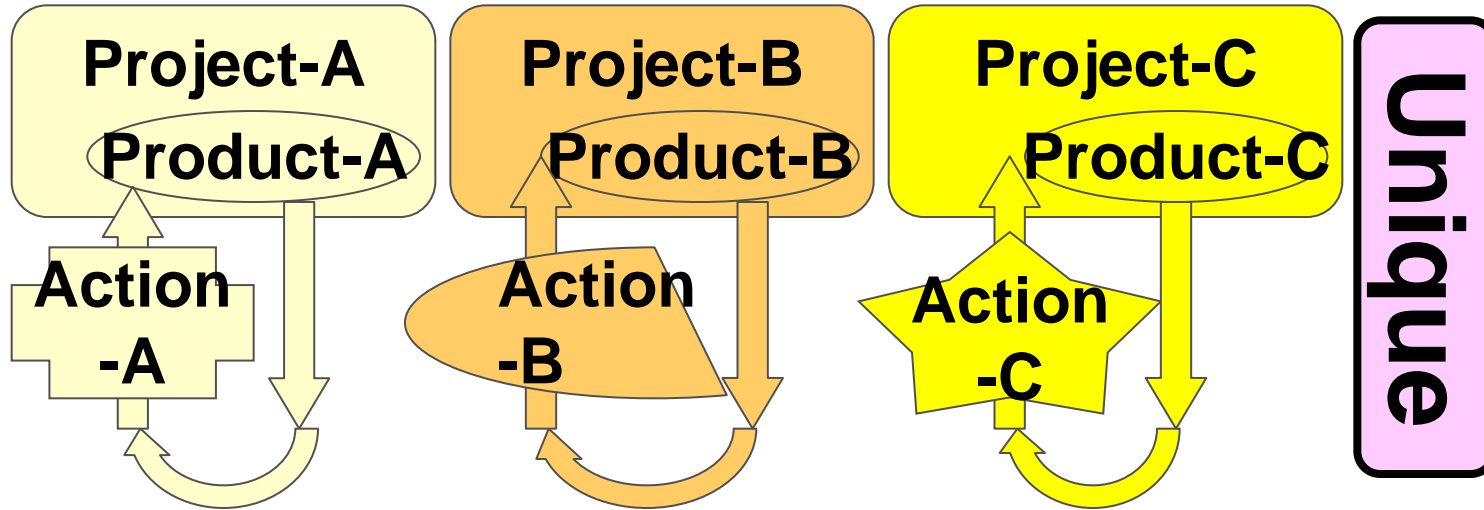 Project-A
Product-A
Action
-A
Project-B
Product-B
Action
-B
Project-C
Product-C
Action
-C
Unique